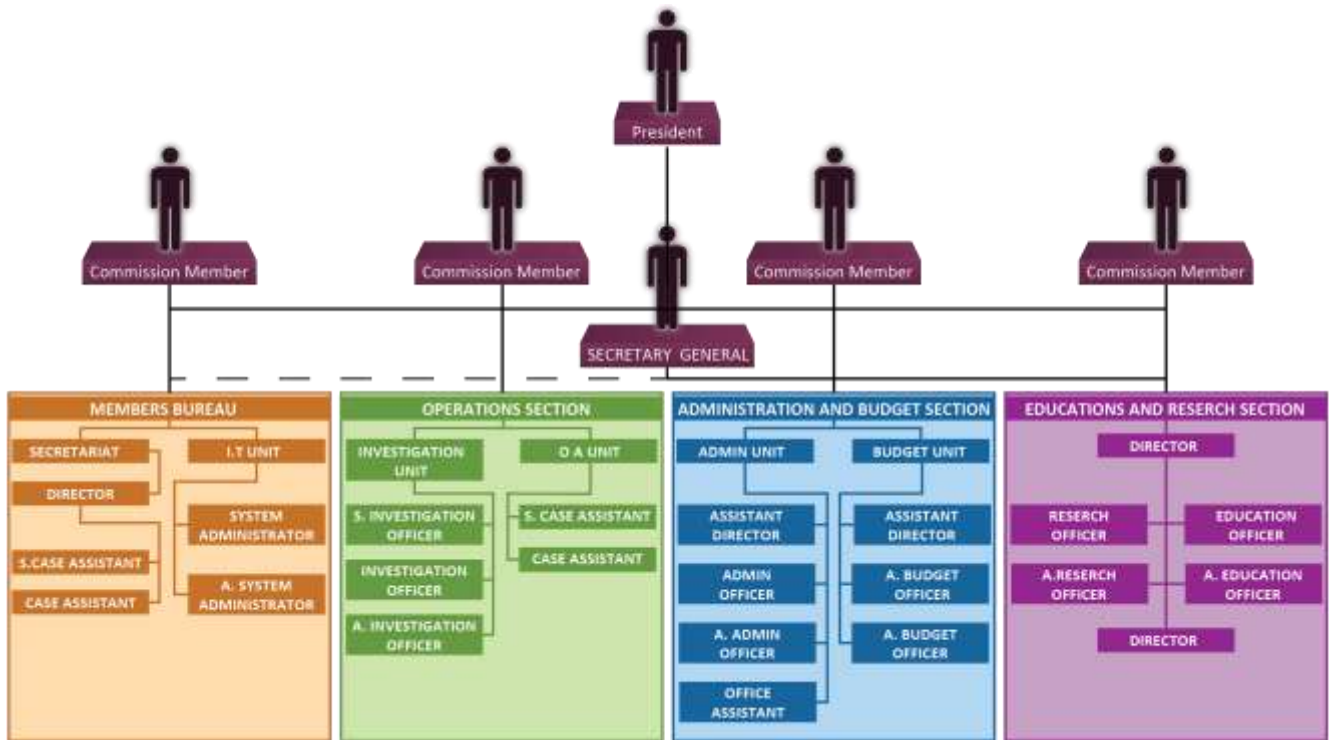 President
Commission Member
Commission Member
Commission Member
Commission Member
SECRETARY GENERAL
MEMBERS BUREAU
SECRETARIAT
I.T UNIT
DIRECTOR
SYSTEM
ADMINISTRATOR
S.CASE ASSISTANT
CASE ASSISTANT
A. SYSTEM
ADMINISTRATOR
OPERATIONS SECTION
INVESTIGATION
UNIT
O A UNIT
S. INVESTIGATION
OFFICER
S. CASE ASSISTANT
CASE ASSISTANT
INVESTIGATION
OFFICER
A. INVESTIGATION
OFFICER
ADMINISTRATION AND BUDGET SECTION
ADMIN UNIT
BUDGET UNIT
ASSISTANT
DIRECTOR
ASSISTANT
DIRECTOR
ADMIN
OFFICER
A. BUDGET
OFFICER
A. ADMIN
OFFICER
A. BUDGET
OFFICER
OFFICE
ASSISTANT
EDUCATIONS AND RESERCH SECTION
DIRECTOR
RESERCH
OFFICER
EDUCATION
OFFICER
A.RESERCH
OFFICER
A. EDUCATION
OFFICER
DIRECTOR